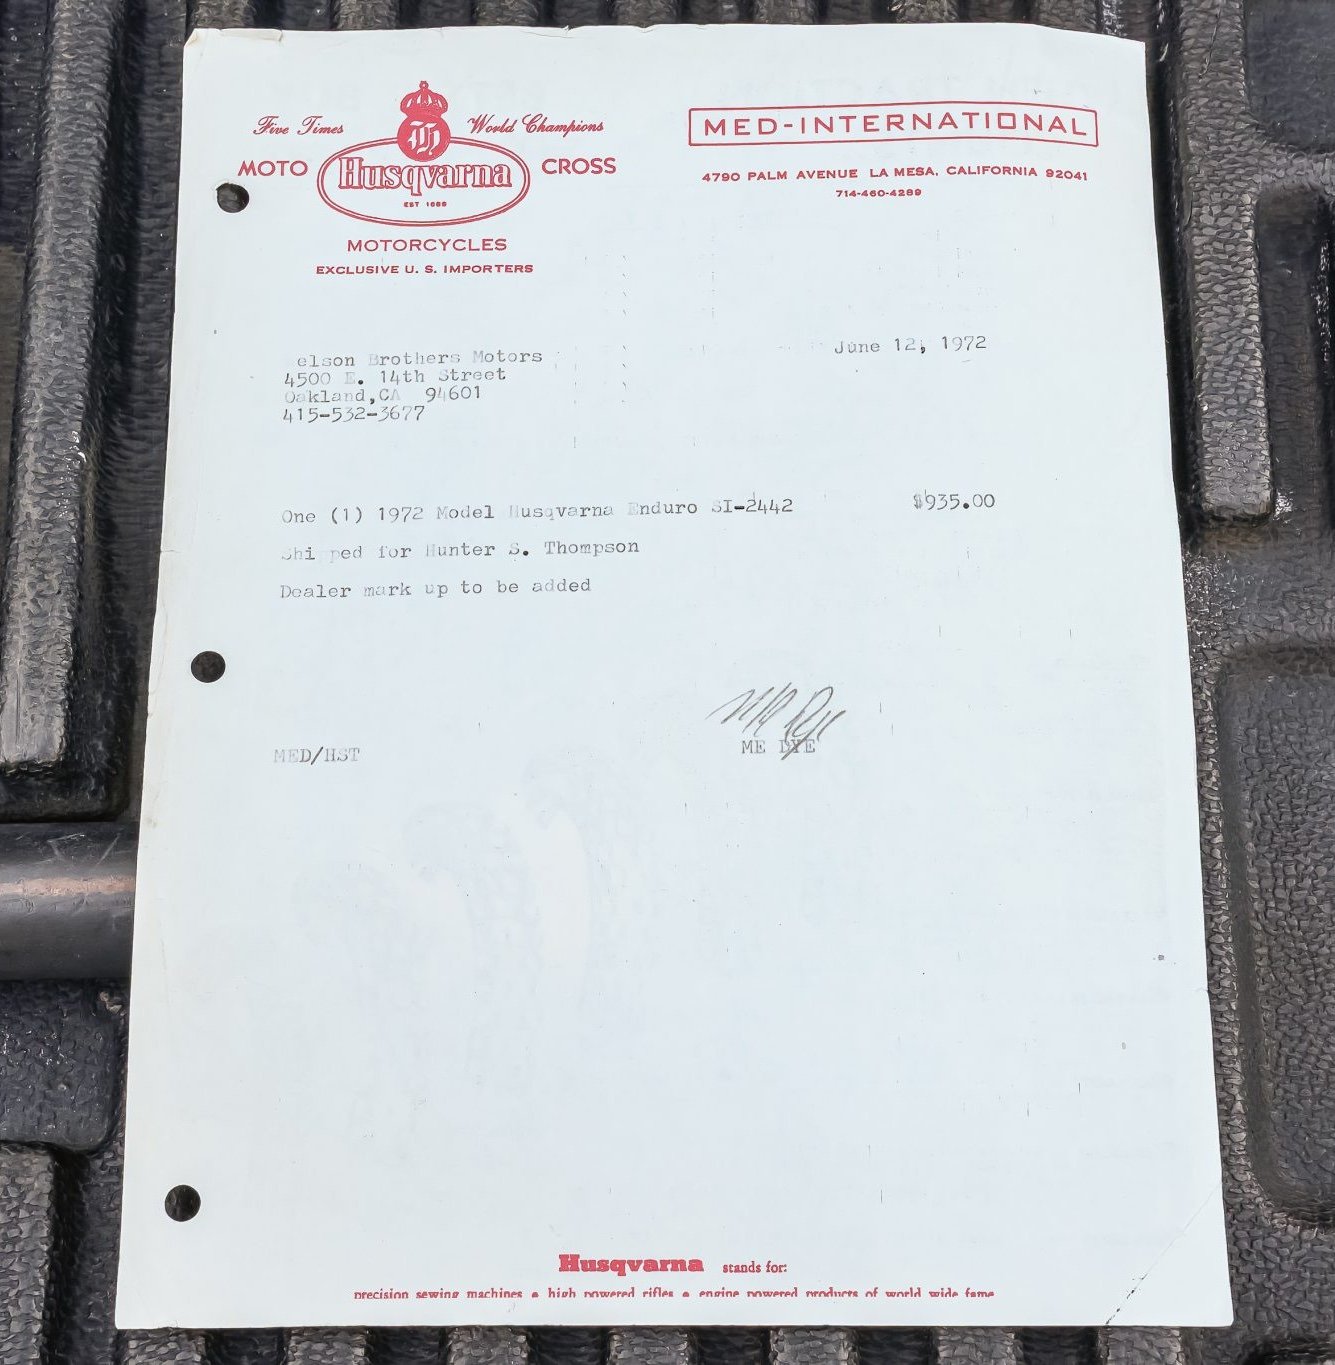 Five Times World Champions
MOTO Husqvarna CROSS
EST 1689
MOTORCYCLES
EXCLUSIVE U. S. IMPORTERS
MED-INTERNATIONAL
4790 PALM AVENUE LA MESA, CALIFORNIA 92041
714-460-4289
June 12, 1972
elson Brothers Motors
4500 E. 14th Street
Oakland,CA 94601
415-532-3677
One (1) 1972 Model Husqvarna Enduro SI-2442 $935.00
Shi ped for Hunter S. Thompson
Dealer mark up to be added
MED/HST
ME DYE
Husqvarna stands for:
precision sewing machines • high powered rifles • engine powered products of world wide fame